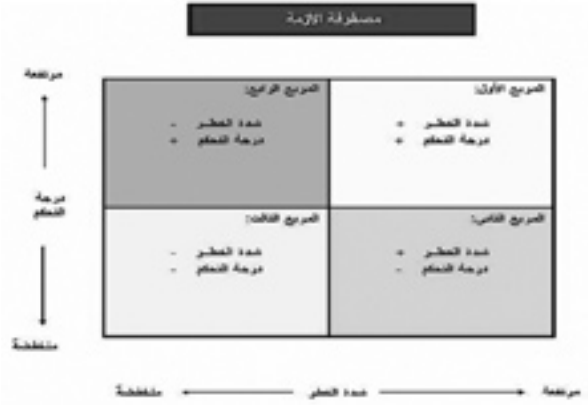 مصفوفة الأزمة
مرتفعة
المربع الأول:
شدة الخطر +
درجة التحكم +
المربع الرابع:
شدة الخطر -
درجة التحكم +
درجة
التحكم
المربع الثاني:
شدة الخطر +
درجة التحكم -
المربع الثالث:
شدة الخطر -
درجة التحكم -
منخفضة
مرتفعة
شدة الخطر
منخفضة